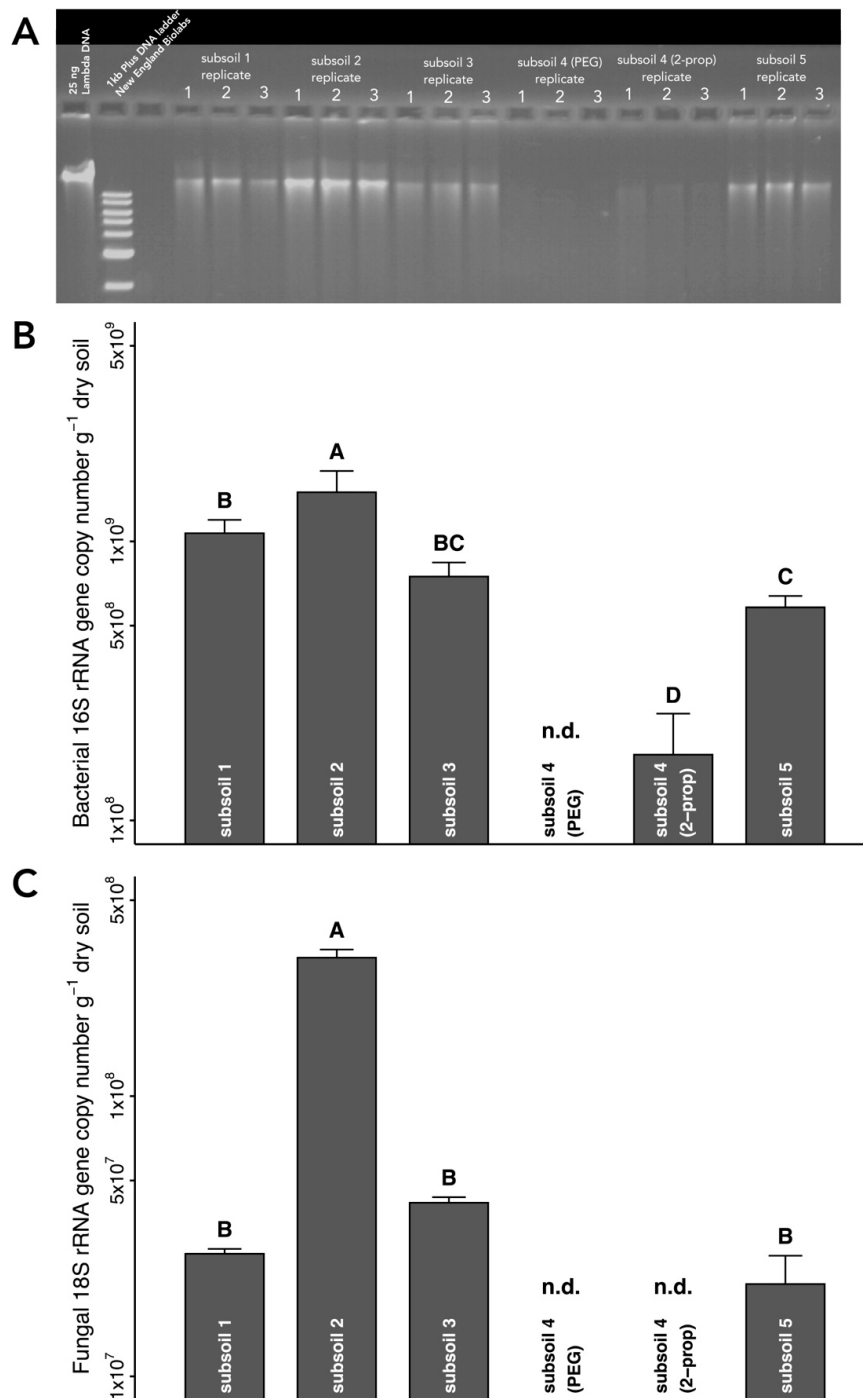 A
25 ng
Lambda DNA
1kb Plus DNA ladder
New England Biolabs
subsoil 1
replicate
subsoil 2
replicate
subsoil 3
replicate
subsoil 4 (PEG)
replicate
subsoil 4 (2-prop)
replicate
subsoil 5
replicate
1 2 3 1 2 3 1 2 3 1 2 3 1 2 3 1 2 3
B
Bacterial 16S rRNA gene copy number g⁻¹ dry soil
5x10⁹
1x10⁹
5x10⁸
1x10⁸
B
A
BC
n.d.
D
C
subsoil 1
subsoil 2
subsoil 3
subsoil 4
(PEG)
subsoil 4
(2−prop)
subsoil 5
C
Fungal 18S rRNA gene copy number g⁻¹ dry soil
5x10⁸
1x10⁸
5x10⁷
1x10⁷
B
A
B
n.d.
n.d.
B
subsoil 1
subsoil 2
subsoil 3
subsoil 4
(PEG)
subsoil 4
(2−prop)
subsoil 5